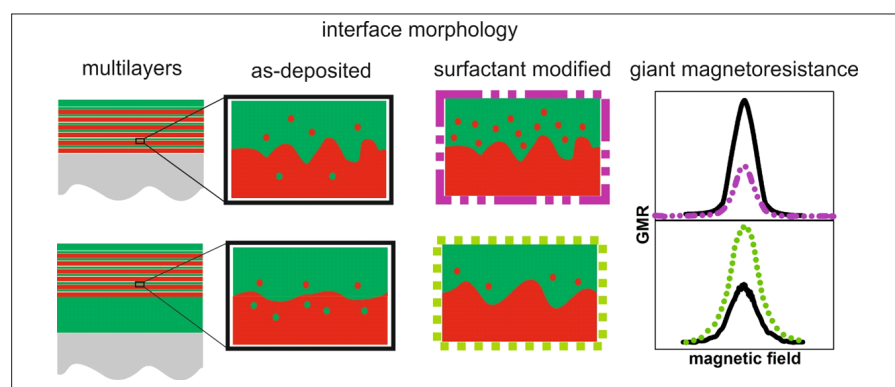 interface morphology
multilayers
as-deposited
surfactant modified
giant magnetoresistance
GMR
magnetic field